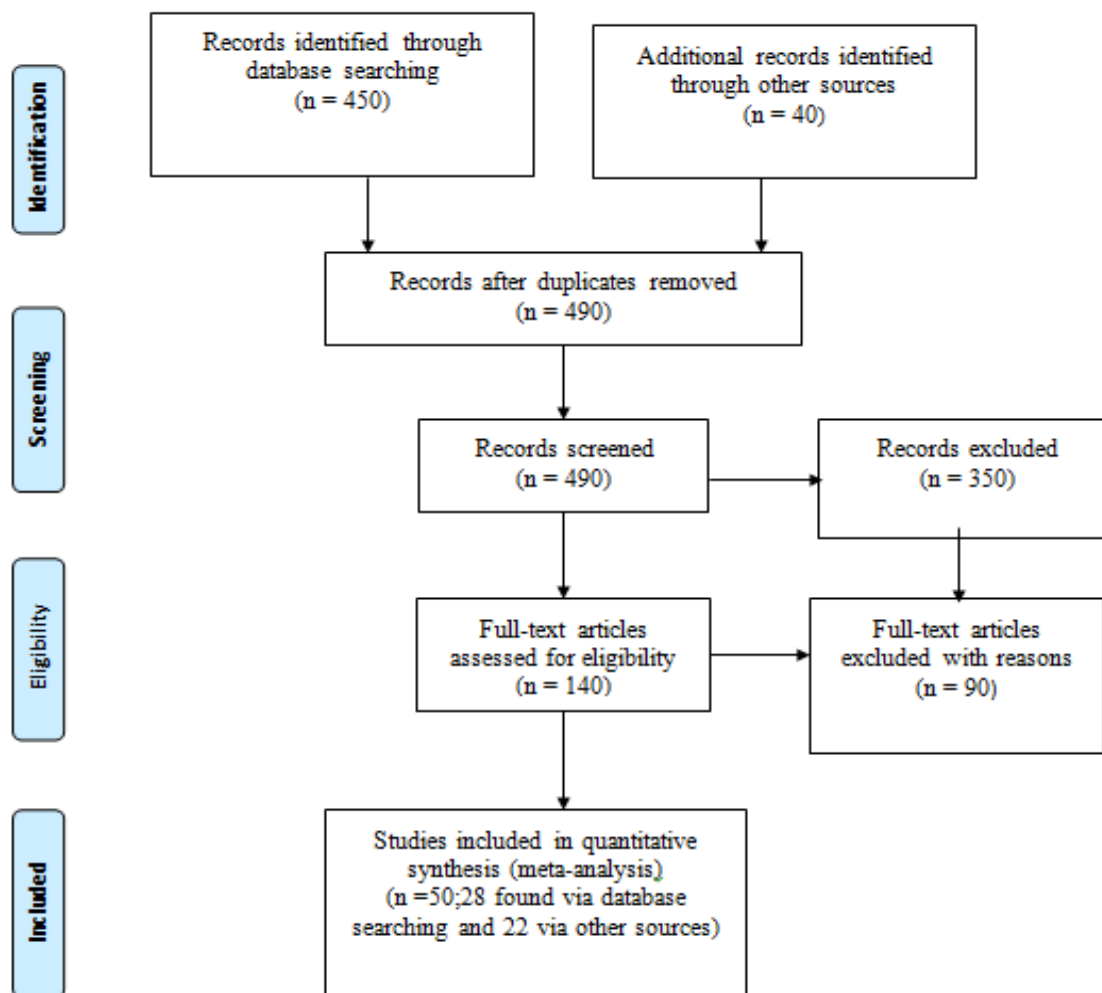 Identification
Records identified through
database searching
(n = 450)
Additional records identified
through other sources
(n = 40)
Records after duplicates removed
(n = 490)
Screening
Records screened
(n = 490)
Records excluded
(n = 350)
Eligibility
Full-text articles
assessed for eligibility
(n = 140)
Full-text articles
excluded with reasons
(n = 90)
Included
Studies included in quantitative
synthesis (meta-analysis)
(n =50;28 found via database
searching and 22 via other sources)